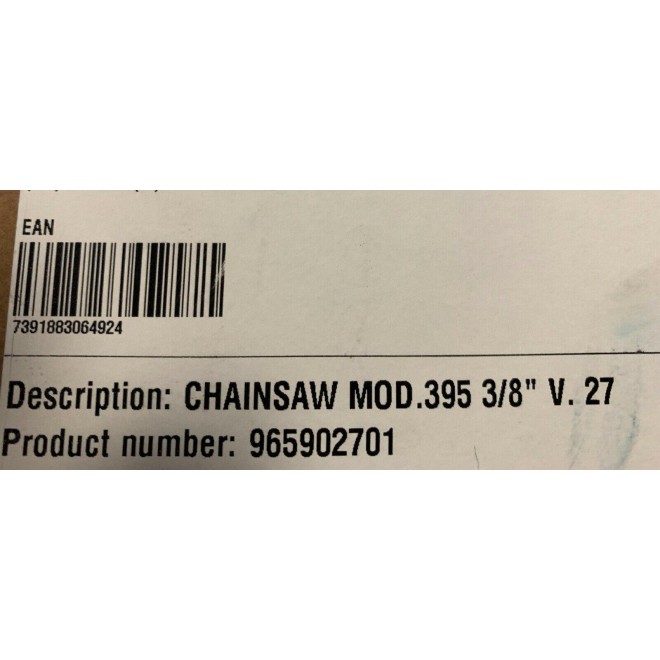 EAN
7391883064924
Description: CHAINSAW MOD.395 3/8" V. 27
Product number: 965902701